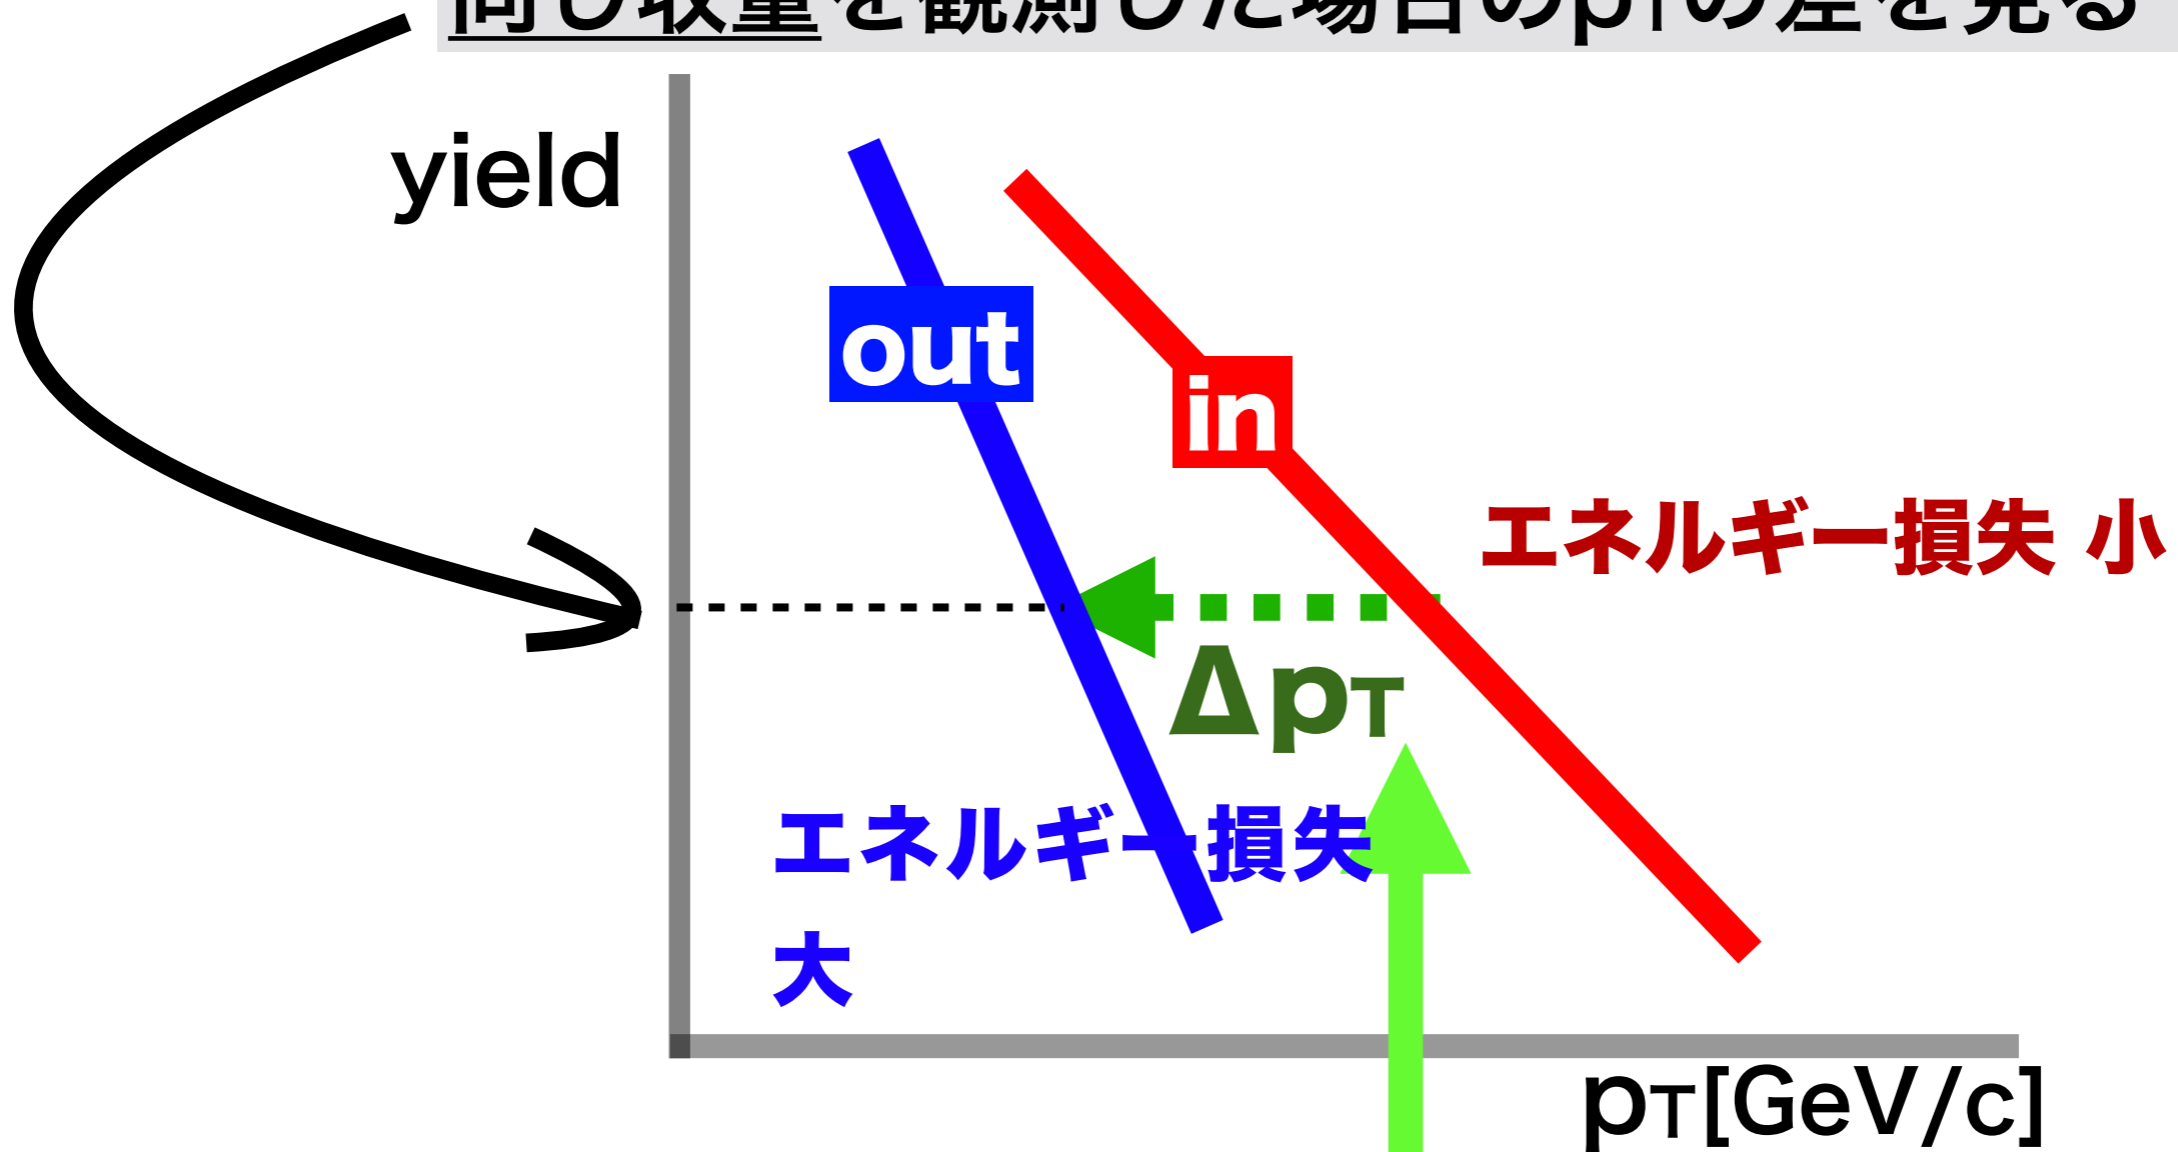 同じ収量を観測した場合のpTの差を見る
yield
out
in
エネルギー損失 小
ΔpT
エネルギー損失
大
pT[GeV/c]